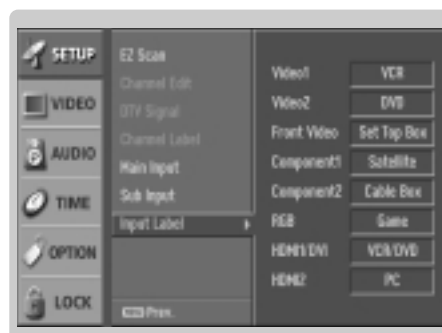 SETUP
VIDEO
AUDIO
TIME
OPTION
LOCK
EZ Scan
Channel Edit
DTV Signal
Channel Label
Main Input
Sub Input
Input Label
Prev.
Video1 VCR
Video2 DVD
Front Video Set Top Box
Component1 Satellite
Component2 Cable Box
RGB Game
HDMI1/DVI VCR/DVD
HDMI2 PC